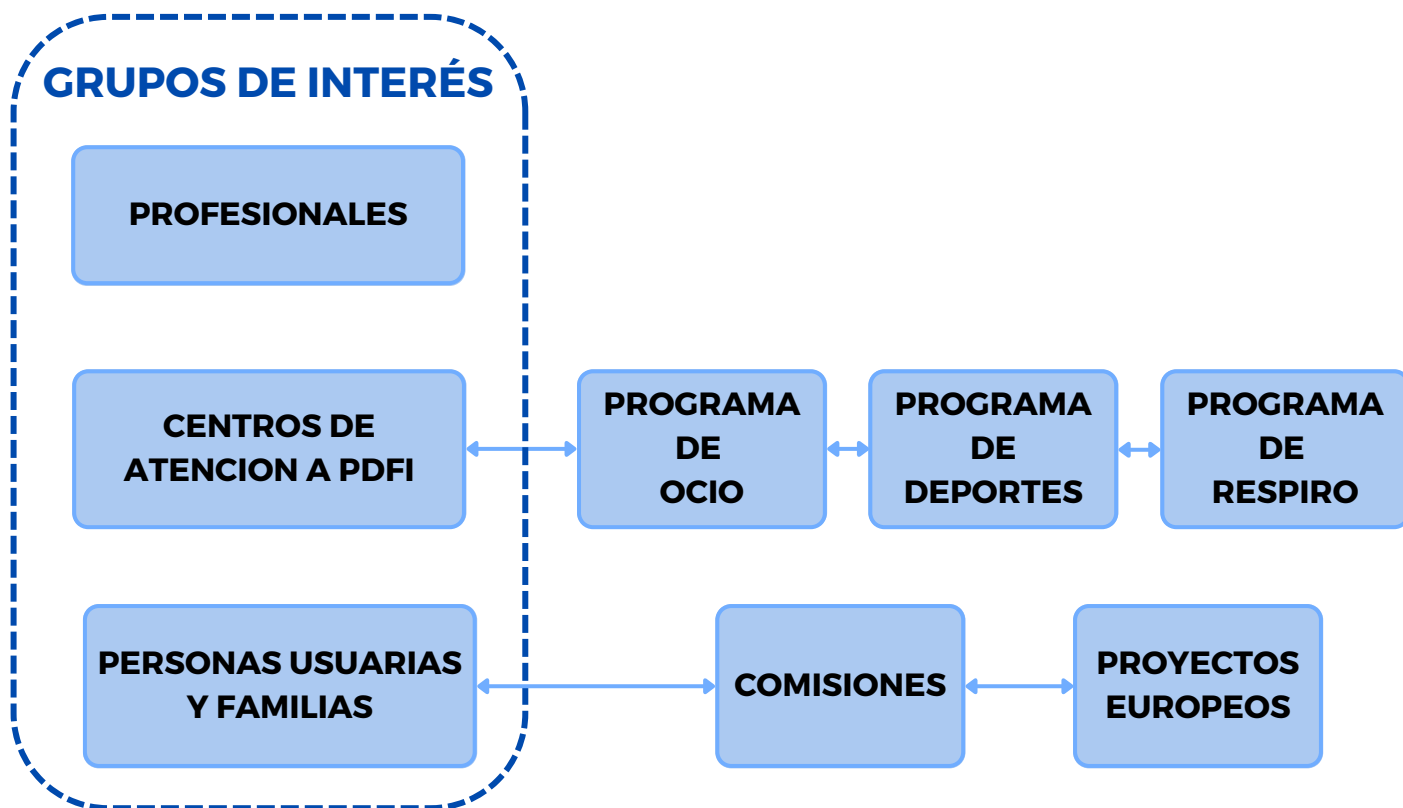 GRUPOS DE INTERÉS
PROFESIONALES
CENTROS DE
ATENCION A PDFI
PROGRAMA
DE
OCIO
PROGRAMA
DE
DEPORTES
PROGRAMA
DE
RESPIRO
PERSONAS USUARIAS
Y FAMILIAS
COMISIONES
PROYECTOS
EUROPEOS